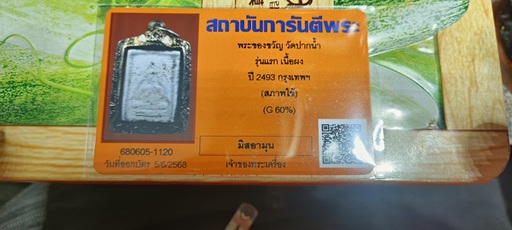 สถาบันการันตีพระ
พระของขวัญ วัดปากน้ำ
รุ่นแรก เนื้อผง
ปี 2493 กรุงเทพฯ
(สภาพใช้)
(G 60%)
680605-1120
วันที่ออกบัตร 5/6/2568
มิสอามุน
เจ้าของพระเครื่อง